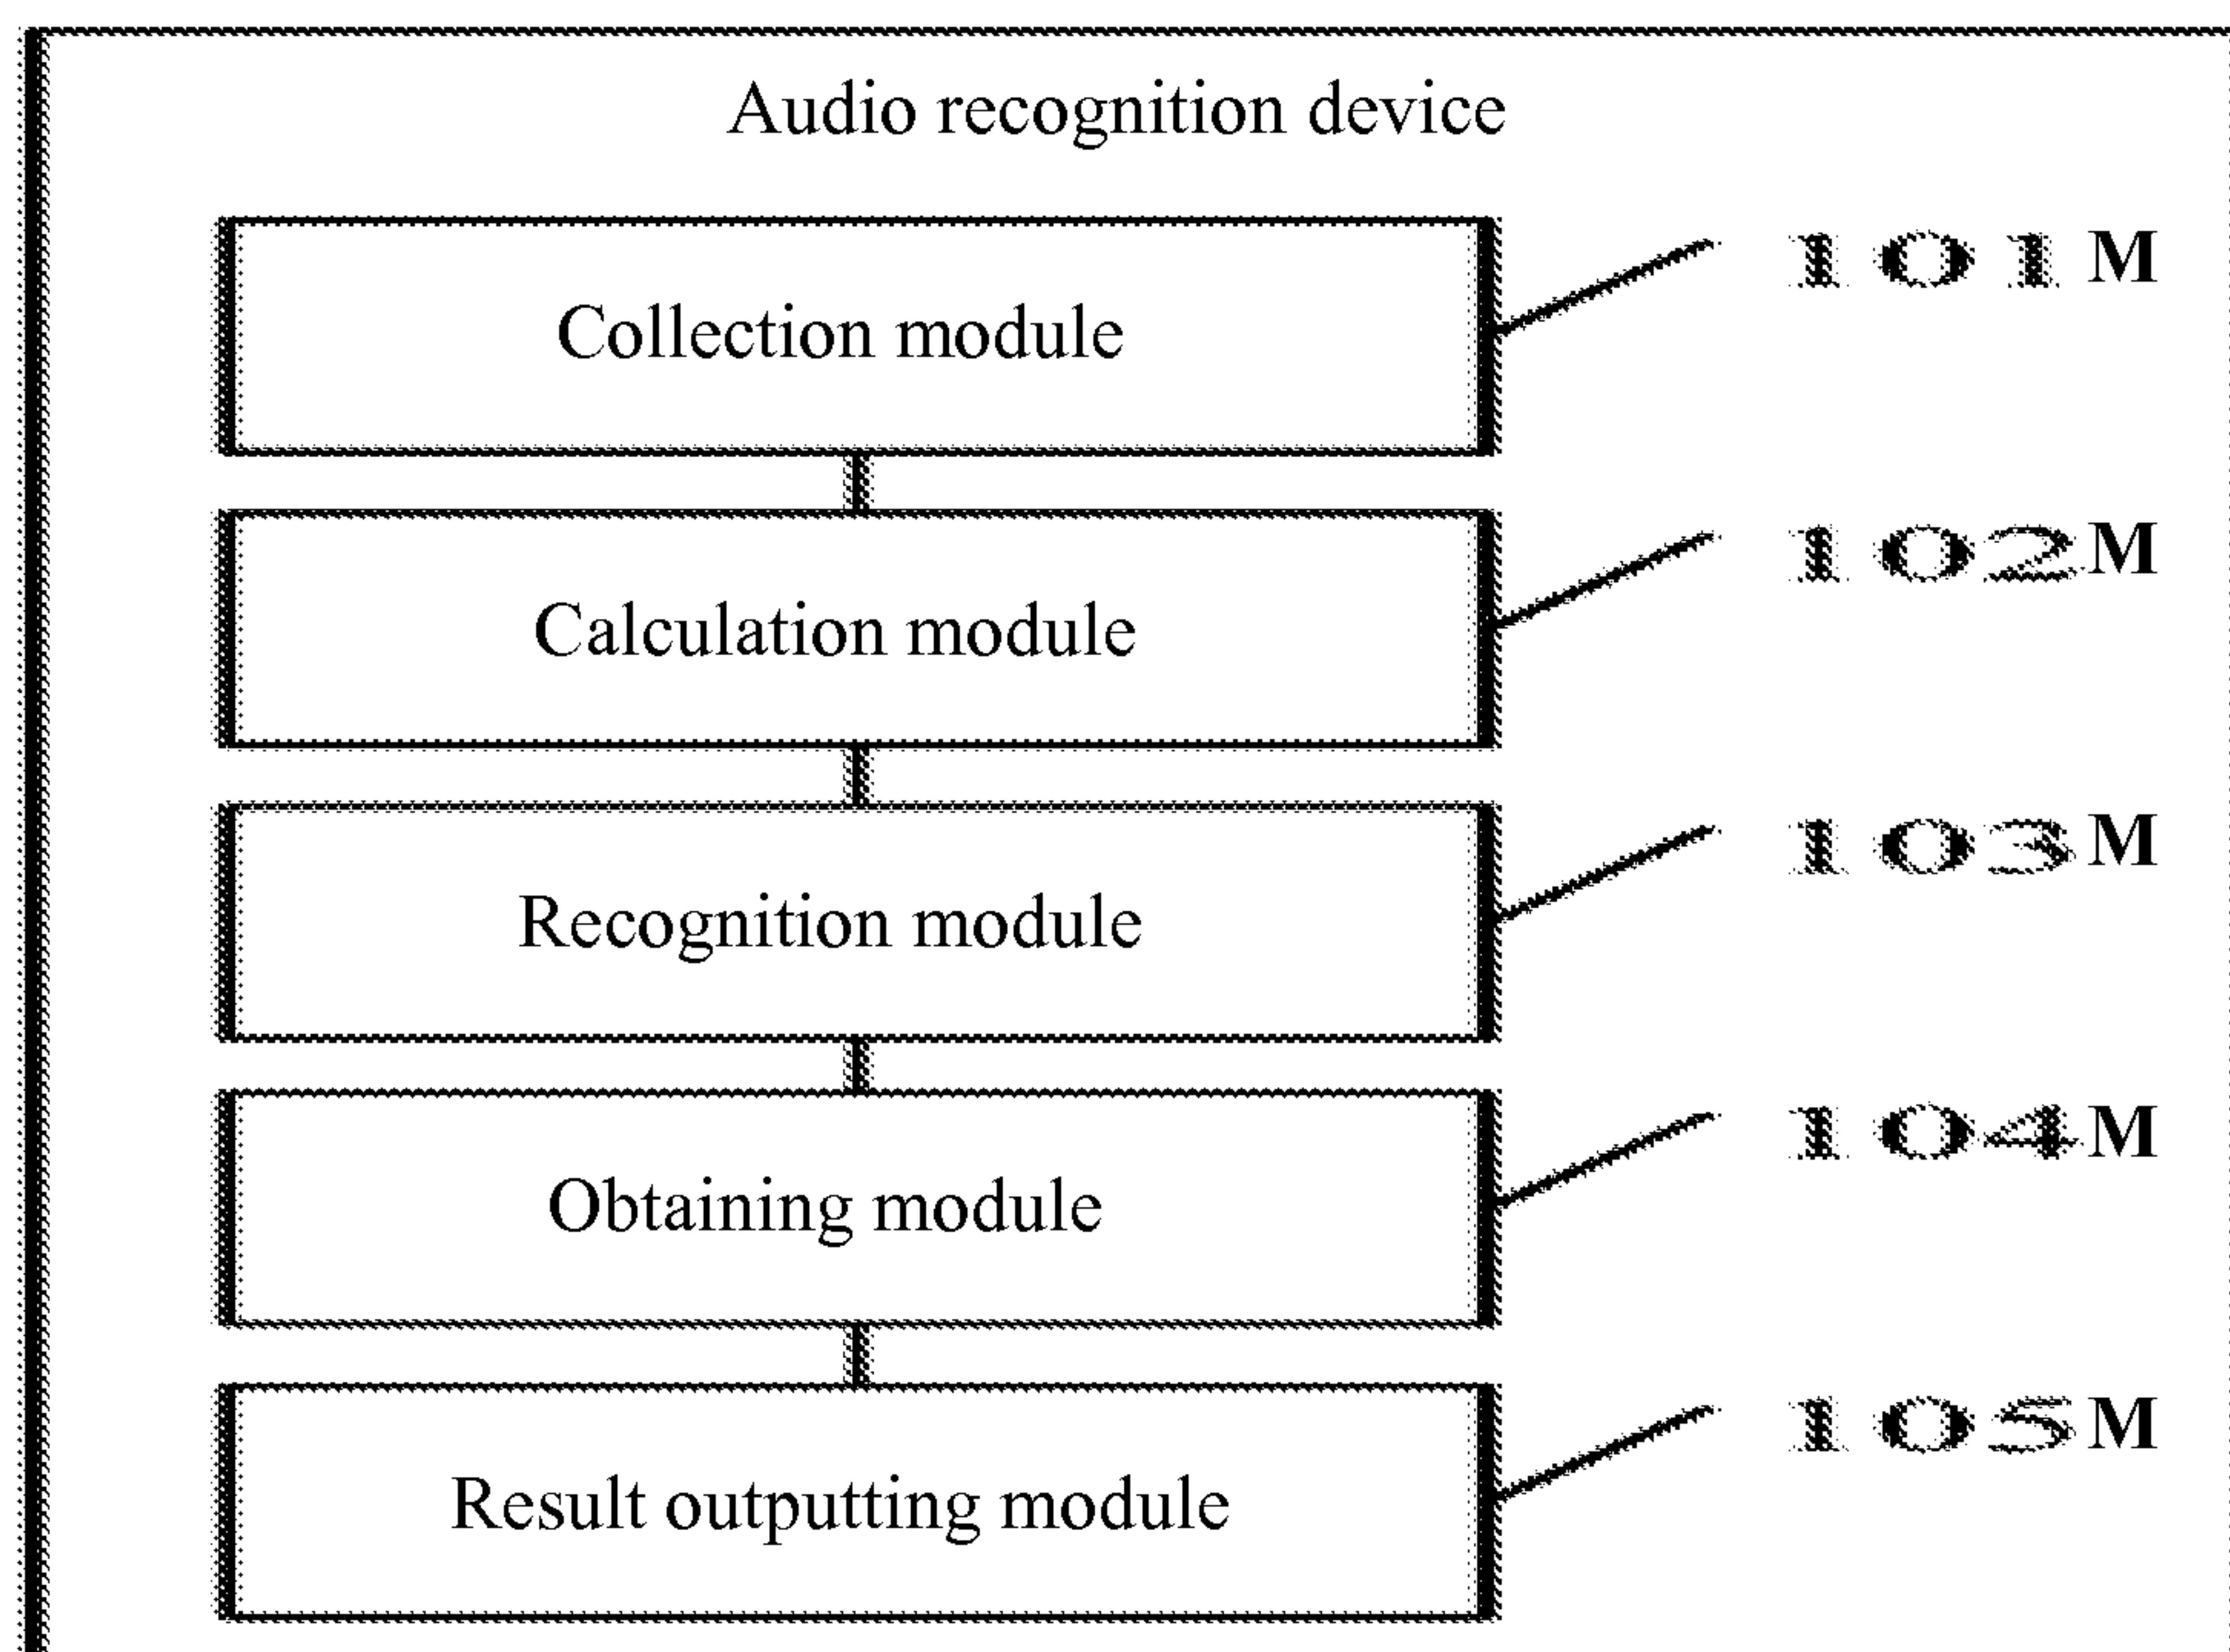 Audio recognition device
Collection module
101M
Calculation module
102M
Recognition module
103M
Obtaining module
104M
Result outputting module
105M